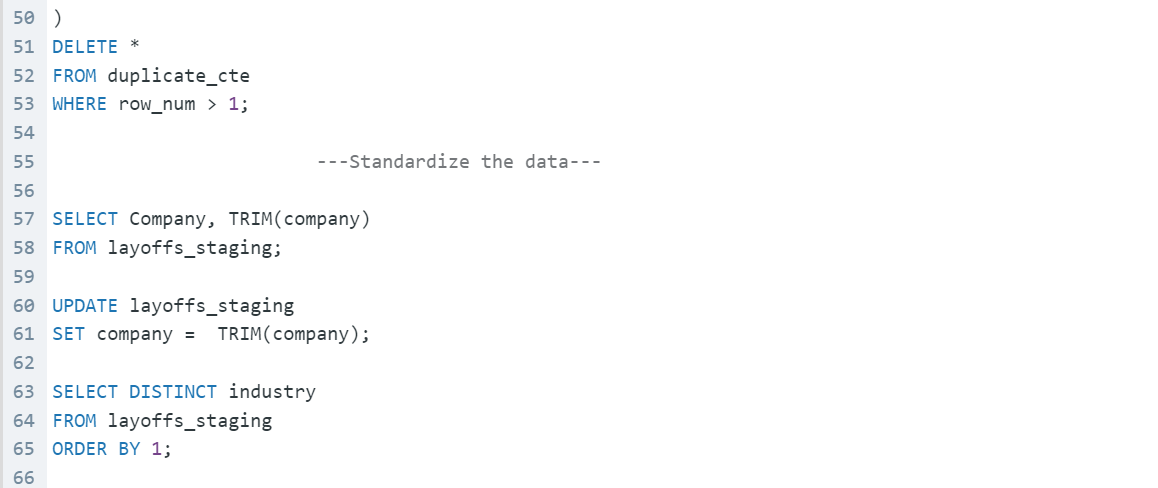 50 )
51 DELETE *
52 FROM duplicate_cte
53 WHERE row_num > 1;
54
55 ---Standardize the data---
56
57 SELECT Company, TRIM(company)
58 FROM layoffs_staging;
59
60 UPDATE layoffs_staging
61 SET company =  TRIM(company);
62
63 SELECT DISTINCT industry
64 FROM layoffs_staging
65 ORDER BY 1;
66